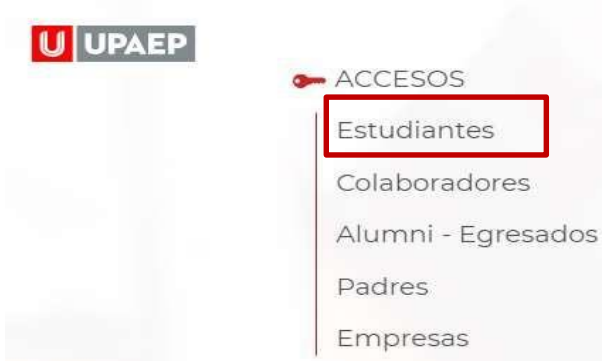 U UPAEP
ACCESOS
Estudiantes
Colaboradores
Alumni - Egresados
Padres
Empresas